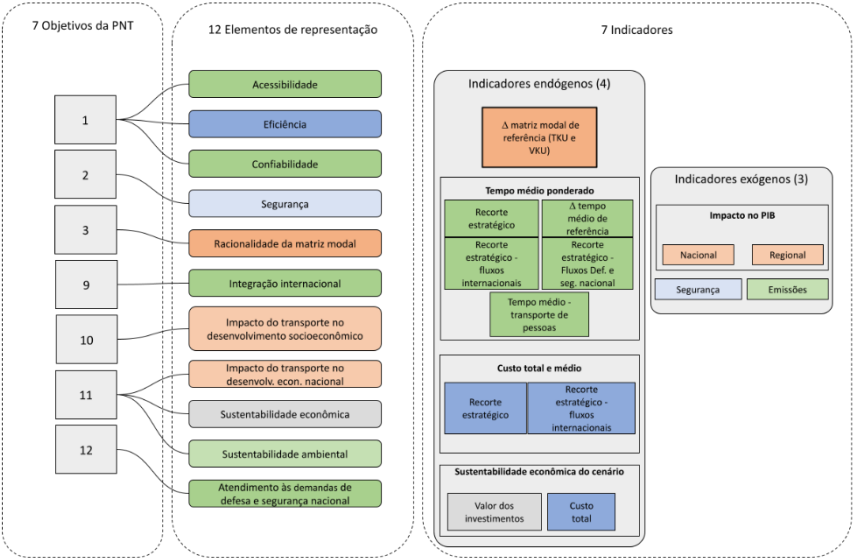 7 Objetivos da PNT
1
2
3
9
10
11
12
12 Elementos de representação
Acessibilidade
Eficiência
Confiabilidade
Segurança
Racionalidade da matriz modal
Integração internacional
Impacto do transporte no
desenvolvimento socioeconômico
Impacto do transporte no
desenvolv. econ. nacional
Sustentabilidade econômica
Sustentabilidade ambiental
Atendimento às demandas de
defesa e segurança nacional
7 Indicadores
Indicadores endógenos (4)
Δ matriz modal de
referência (TKU e
VKU)
Tempo médio ponderado
Recorte
estratégico
Δ tempo
médio de
referência
Recorte
estratégico -
fluxos
internacionais
Recorte
estratégico -
Fluxos Def. e
seg. nacional
Tempo médio -
transporte de
pessoas
Custo total e médio
Recorte
estratégico
Recorte
estratégico -
fluxos
internacionais
Sustentabilidade econômica do cenário
Valor dos
investimentos
Custo
total
Indicadores exógenos (3)
Impacto no PIB
Nacional
Regional
Segurança
Emissões